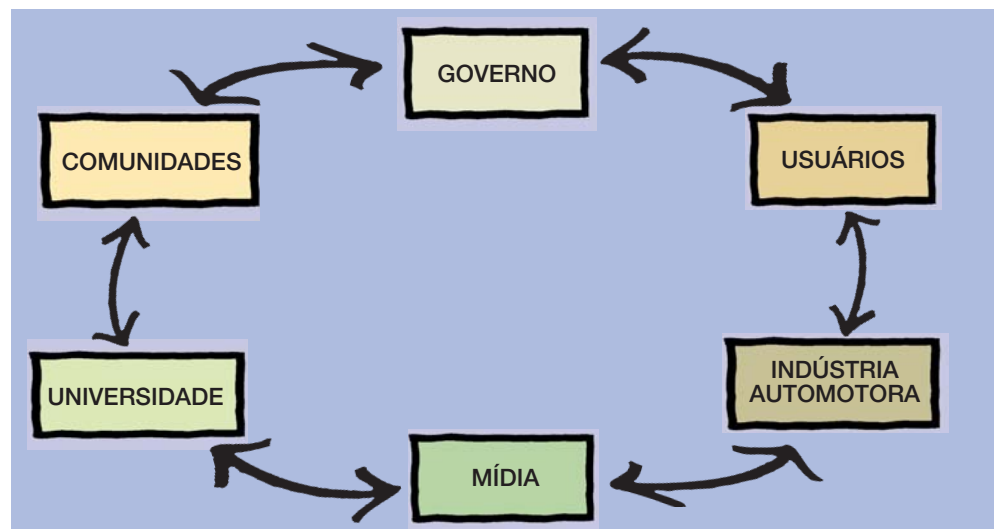 GOVERNO
COMUNIDADES
USUÁRIOS
UNIVERSIDADE
INDÚSTRIA
AUTOMOTORA
MÍDIA